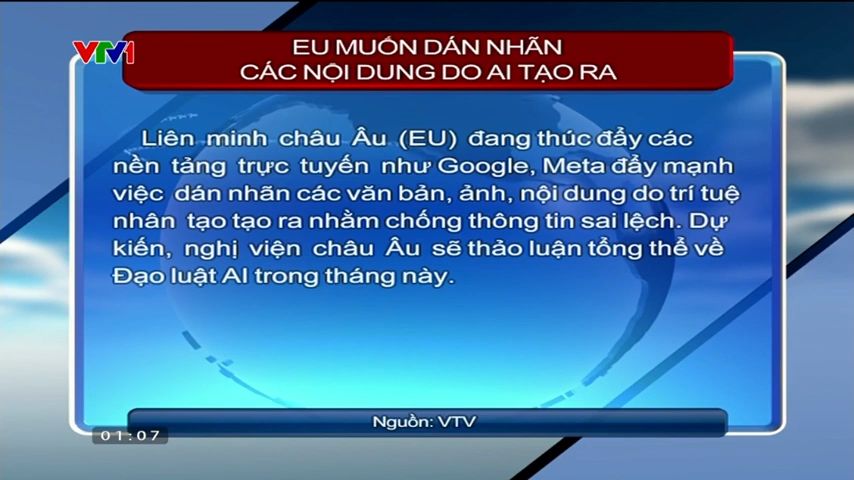 VTV1
EU MUỐN DÁN NHÃN
CÁC NỘI DUNG DO AI TẠO RA
Liên minh châu Âu (EU) đang thúc đẩy các
nền tảng trực tuyến như Google, Meta đẩy mạnh
việc dán nhãn các văn bản, ảnh, nội dung do trí tuệ
nhân tạo tạo ra nhằm chống thông tin sai lệch. Dự
kiến, nghị viện châu Âu sẽ thảo luận tổng thể về
Đạo luật AI trong tháng này.
Nguồn: VTV
01:07